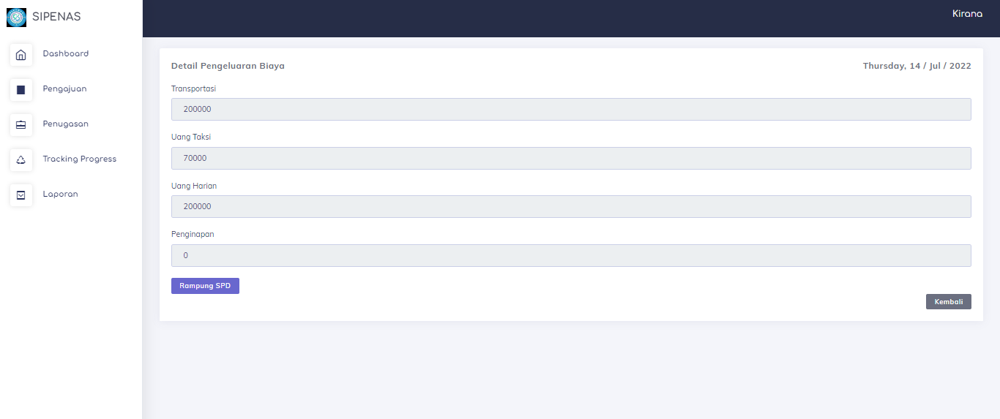 SIPENAS
Kirana
Dashboard
Pengajuan
Penugasan
Tracking Progress
Laporan
Detail Pengeluaran Biaya
Thursday, 14 / Jul / 2022
Transportasi
200000
Uang Taksi
70000
Uang Harian
200000
Penginapan
0
Rampung SPD
Kembali